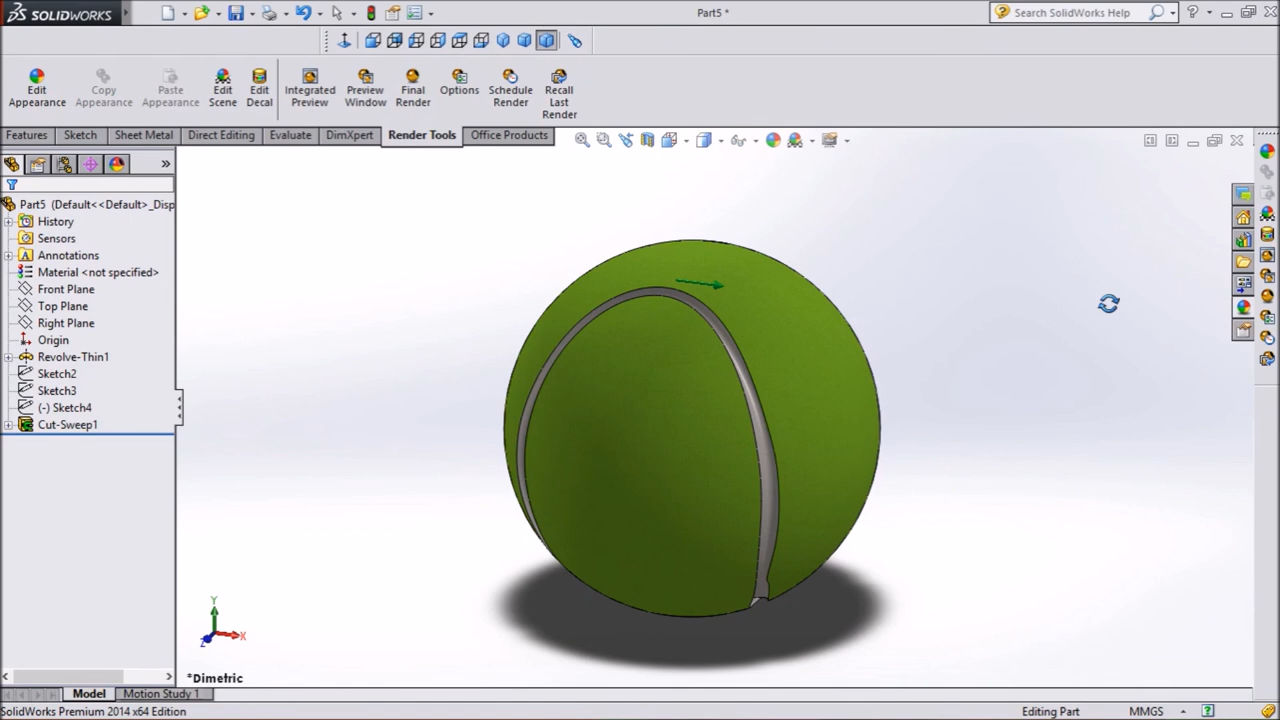 SOLIDWORKS
Part5 *
Search SolidWorks Help
Edit Appearance
Copy Appearance
Paste Appearance
Edit Scene
Edit Decal
Integrated Preview
Preview Window
Final Render
Options
Schedule Render
Recall Last Render
Features Sketch Sheet Metal Direct Editing Evaluate DimXpert Render Tools Office Products
Part5 (Default<<Default>_Disp
History
Sensors
Annotations
Material <not specified>
Front Plane
Top Plane
Right Plane
Origin
Revolve-Thin1
Sketch2
Sketch3
(-) Sketch4
Cut-Sweep1
Y
X
Z
*Dimetric
Model Motion Study 1
SolidWorks Premium 2014 x64 Edition
Editing Part
MMGS